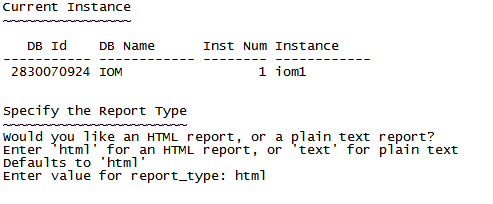 Current Instance
~~~~~~~~~~~~~~~~
   DB Id    DB Name      Inst Num Instance
----------- ------------ -------- ------------
 2830070924 IOM                 1 iom1
Specify the Report Type
~~~~~~~~~~~~~~~~~~~~~~~
Would you like an HTML report, or a plain text report?
Enter 'html' for an HTML report, or 'text' for plain text
Defaults to 'html'
Enter value for report_type: html